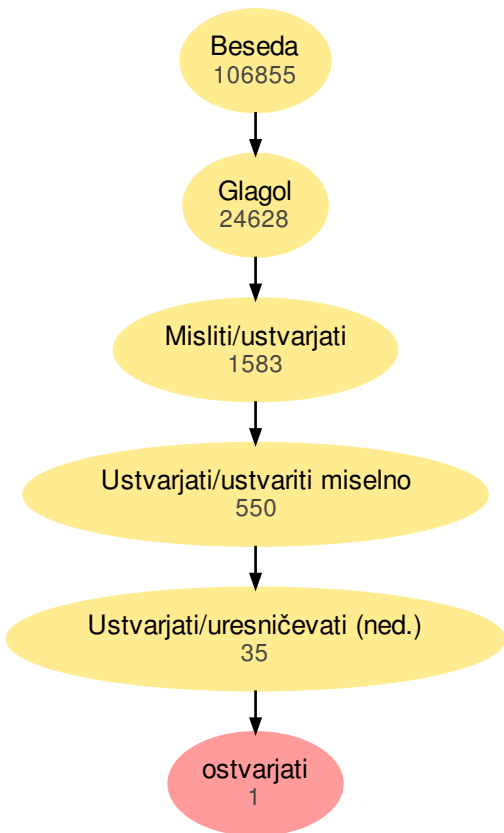 Beseda
106855
Glagol
24628
Misliti/ustvarjati
1583
Ustvarjati/ustvariti miselno
550
Ustvarjati/uresničevati (ned.)
35
ostvarjati
1